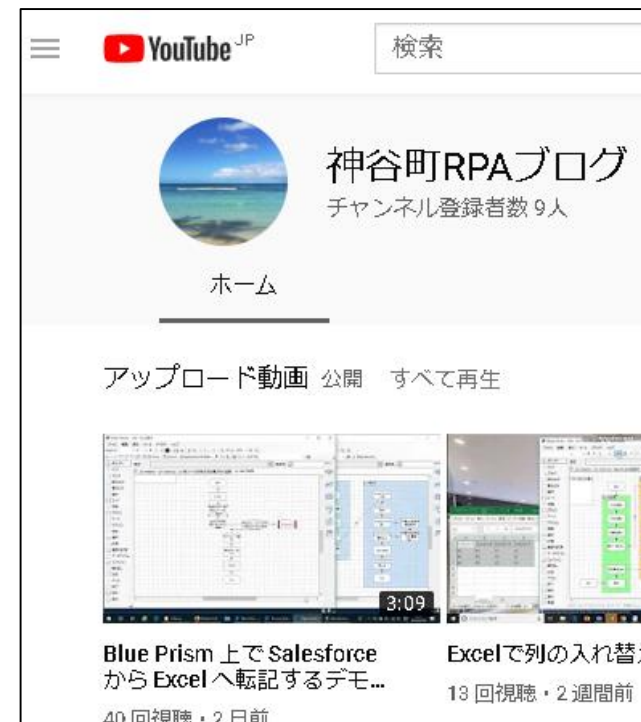 YouTube JP
検索
神谷町RPAブログ
チャンネル登録者数 9人
ホーム
アップロード動画 公開 すべて再生
3:09
Blue Prism 上で Salesforce
から Excel へ転記するデモ...
40 回視聴・2 日前
Excelで列の入れ替
13 回視聴・2 週間前